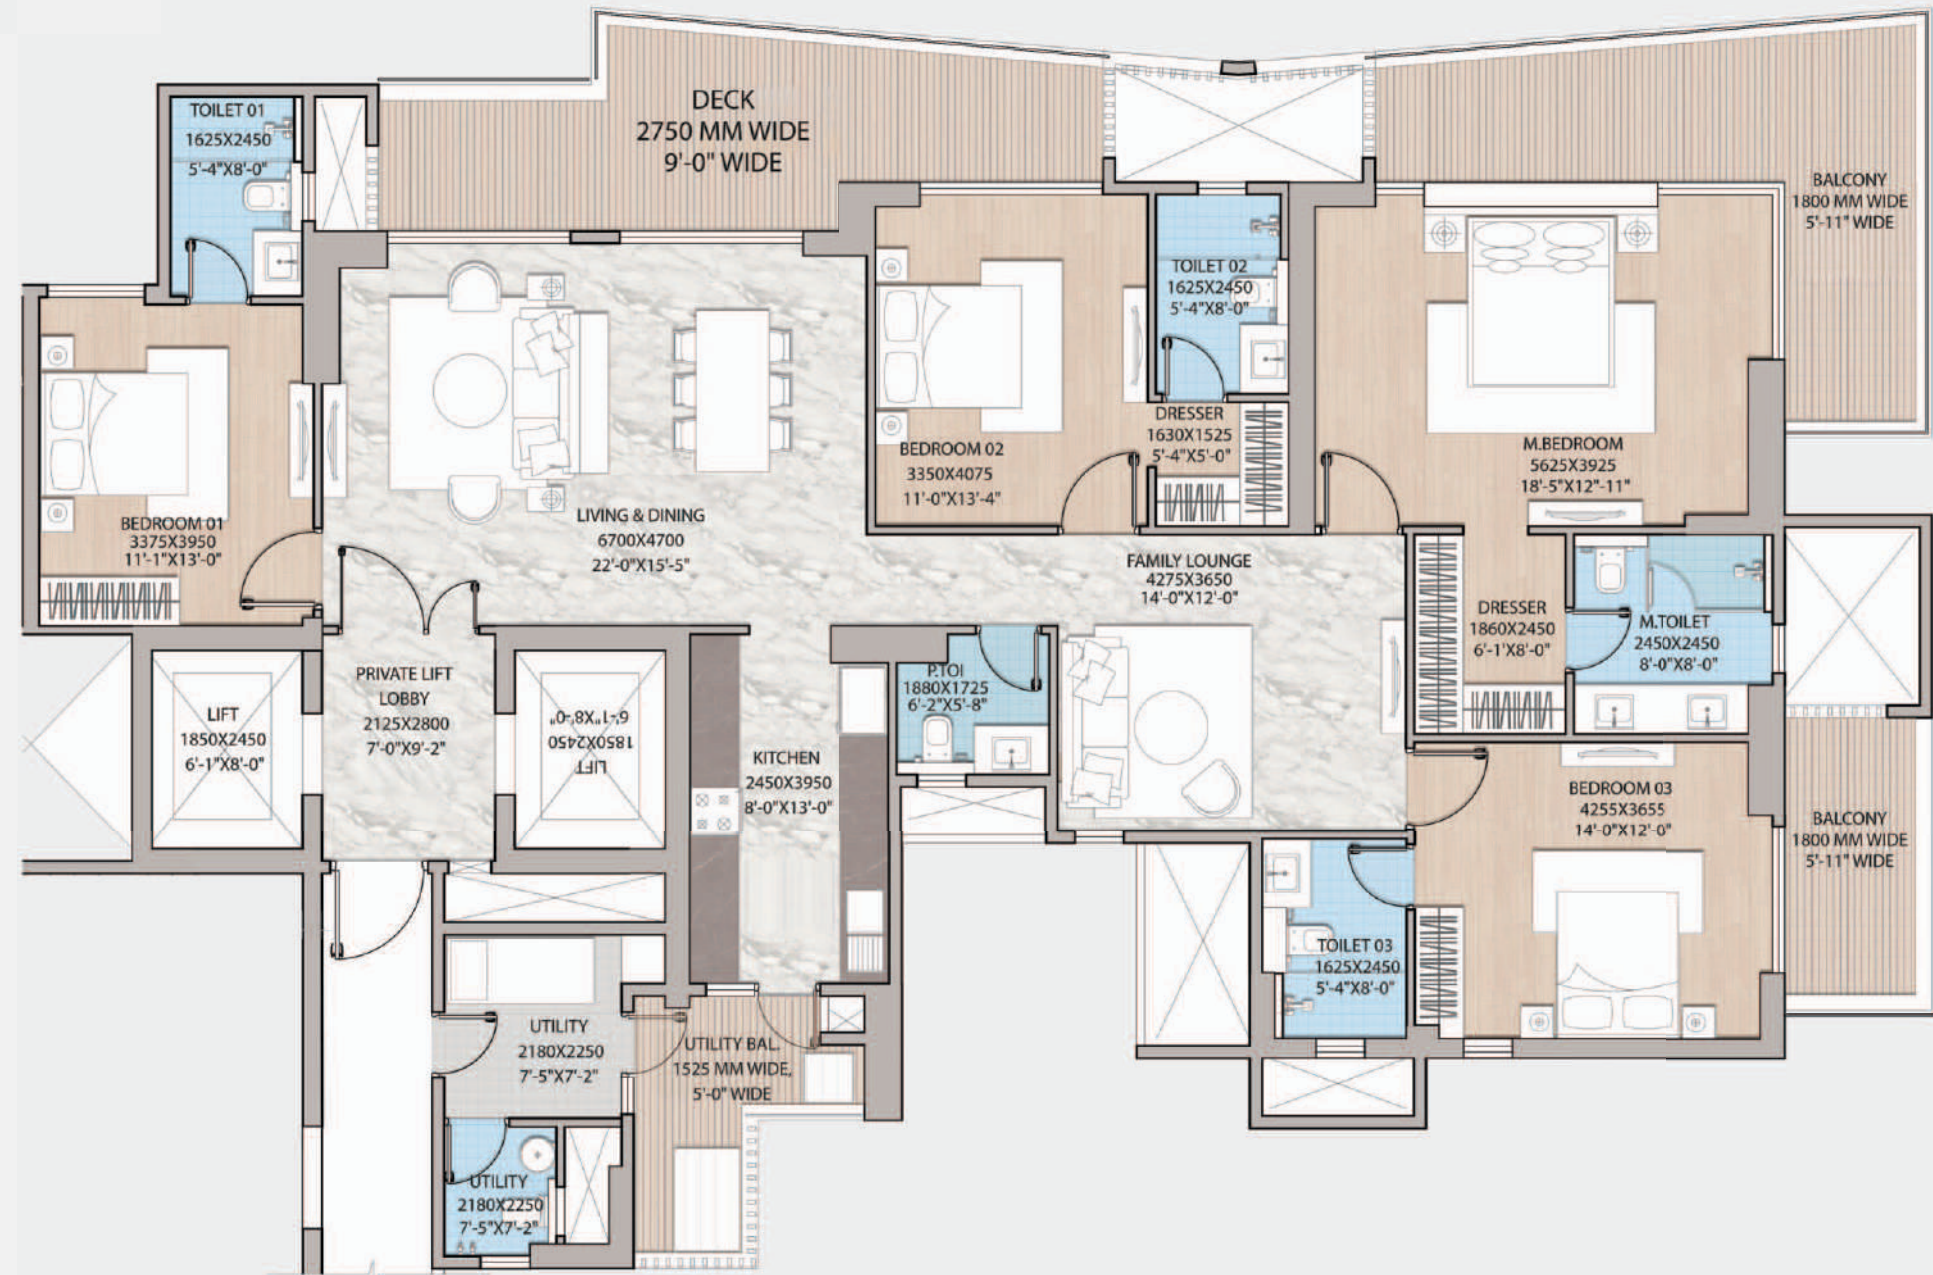 TOILET 01
1625X2450
5'-4"X8'-0"
DECK
2750 MM WIDE
9'-0" WIDE
BALCONY
1800 MM WIDE
5'-11" WIDE
TOILET 02
1625X2450
5'-4"X8'-0"
DRESSER
1630X1525
5'-4"X5'-0"
BEDROOM 02
3350X4075
11'-0"X13'-4"
M.BEDROOM
5625X3925
18'-5"X12"-11"
BEDROOM 01
3375X3950
11'-1"X13'-0"
LIVING & DINING
6700X4700
22'-0"X15'-5"
FAMILY LOUNGE
4275X3650
14'-0"X12'-0"
DRESSER
1860X2450
6'-1'X8'-0"
M.TOILET
2450X2450
8'-0"X8'-0"
PRIVATE LIFT
LOBBY
2125X2800
7'-0"X9'-2"
LIFT
1850X2450
6'-1"X8'-0"
LIFT
1850X2450
6'-1"X8'-0"
P.TOI
1880X1725
6'-2"X5'-8"
KITCHEN
2450X3950
8'-0"X13'-0"
BEDROOM 03
4255X3655
14'-0"X12'-0"
BALCONY
1800 MM WIDE
5'-11" WIDE
TOILET 03
1625X2450
5'-4"X8'-0"
UTILITY
2180X2250
7'-5"X7'-2"
UTILITY BAL.
1525 MM WIDE,
5'-0" WIDE
UTILITY
2180X2250
7'-5"X7'-2"